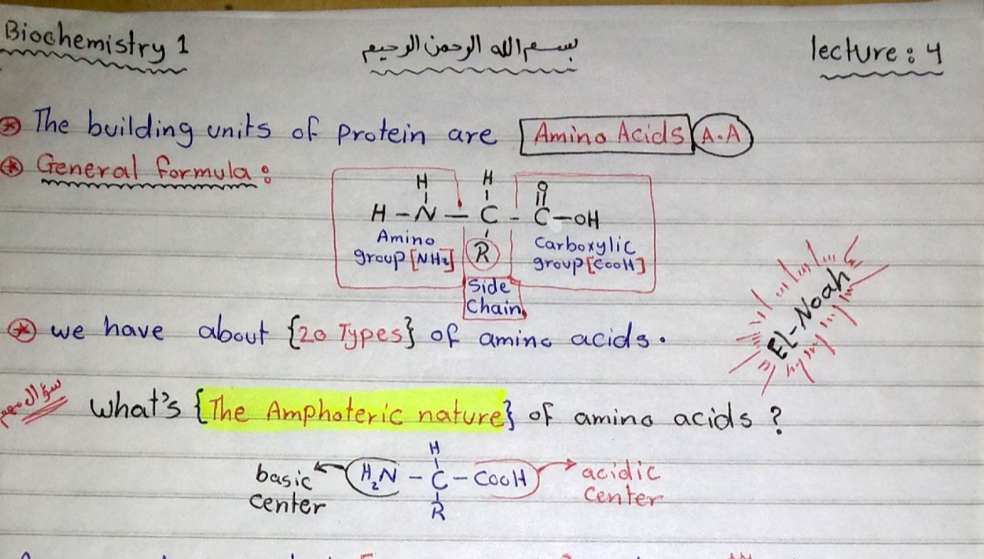 Biochemistry 1 بسم الله الرحمن الرحيم lecture: 4
The building units of protein are Amino Acids A.A
General formula:
H H O
H – N – C – C – OH
Amino group [NH₂] R Carboxylic group [COOH]
Side Chain
we have about {20 Types} of amino acids.
EL-Noah
سؤال مهم What's {The Amphoteric nature} of amino acids?
H
basic center H₂N – C – COOH acidic center
R